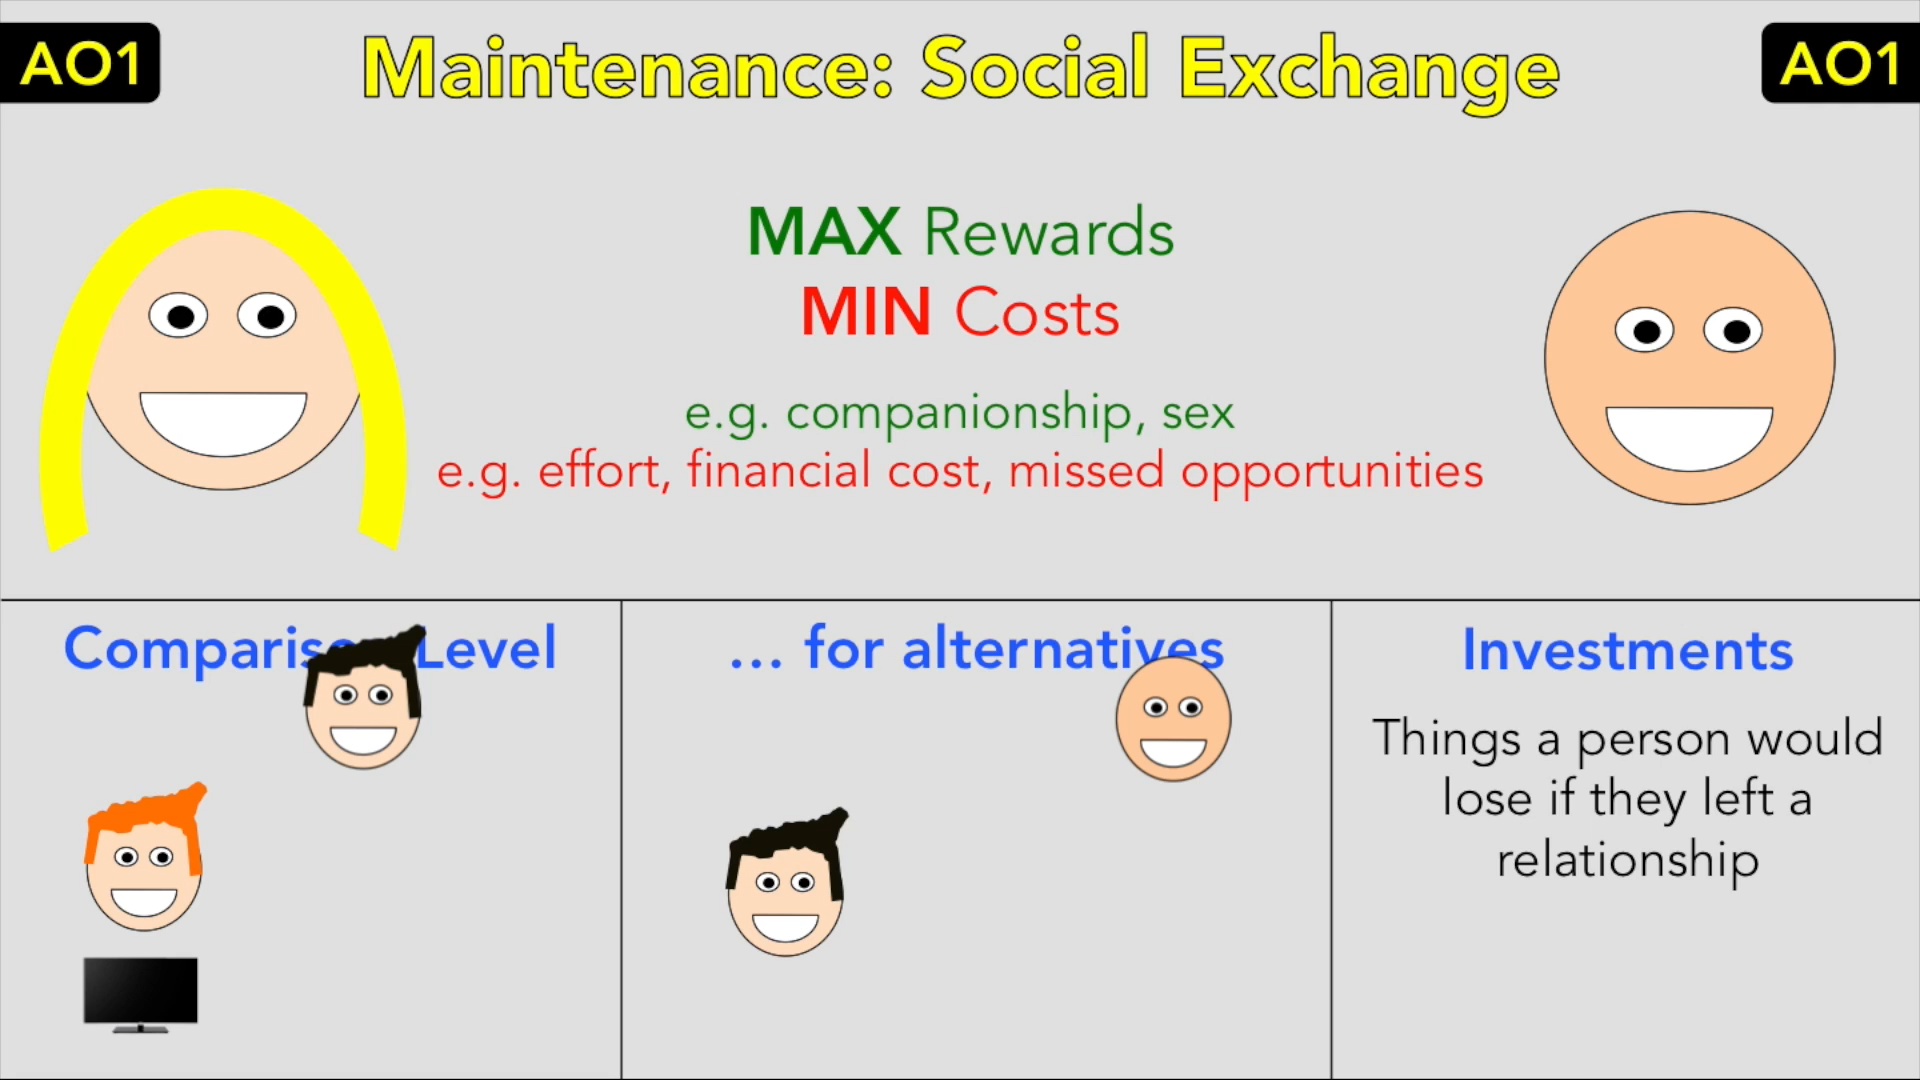 AO1
Maintenance: Social Exchange
AO1
MAX Rewards
MIN Costs
e.g. companionship, sex
e.g. effort, financial cost, missed opportunities
Comparison Level
... for alternatives
Investments
Things a person would
lose if they left a
relationship